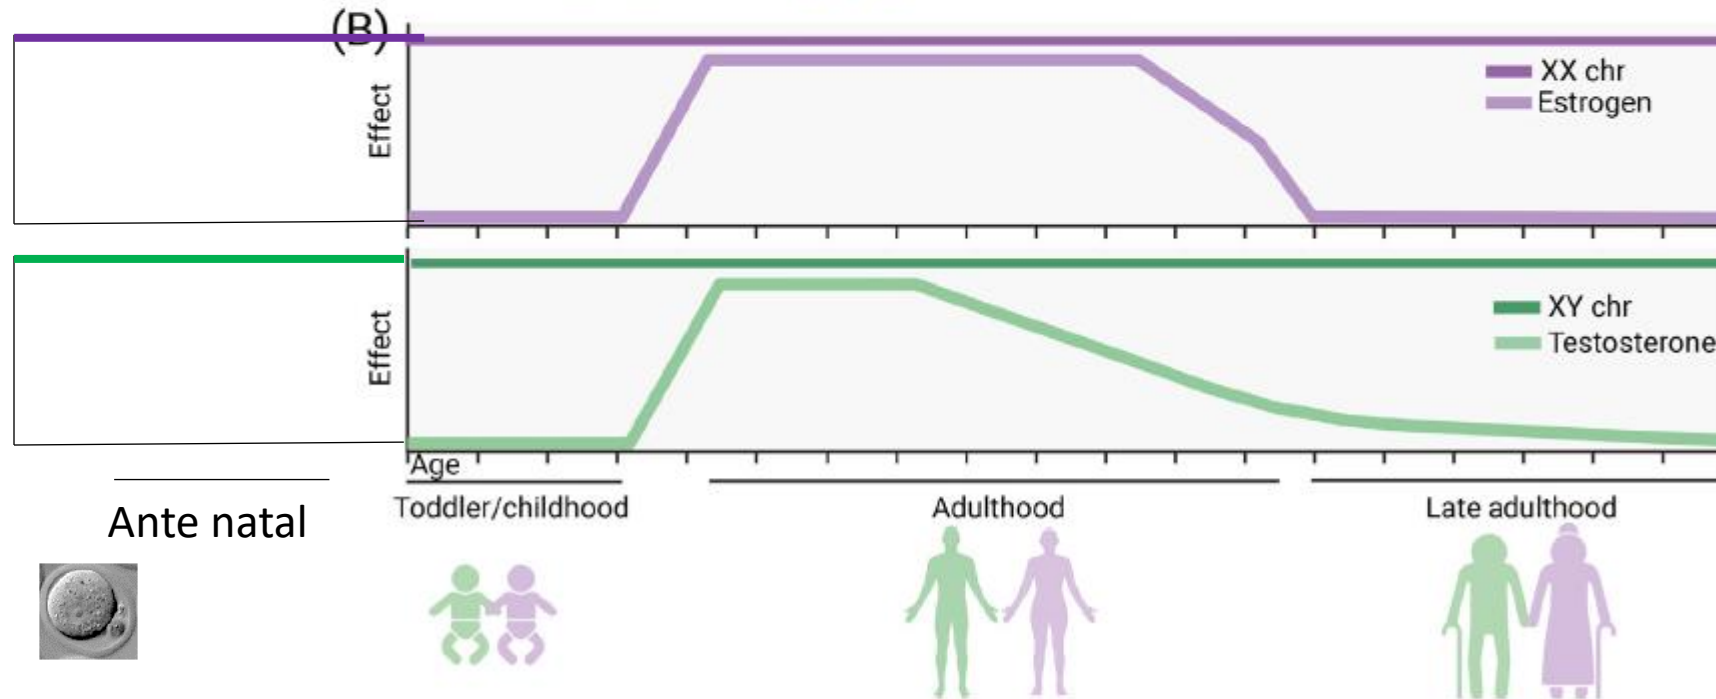 (B)
Effect
XX chr
Estrogen
Effect
XY chr
Testosterone
Age
Toddler/childhood
Adulthood
Late adulthood
Ante natal